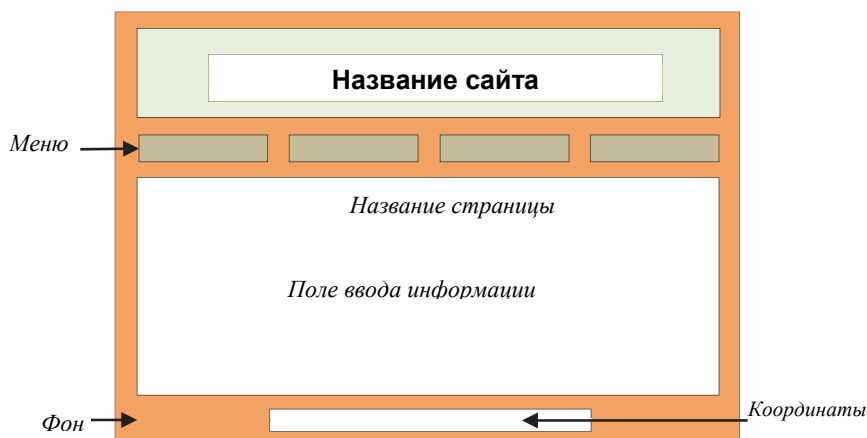 Название сайта
Меню
Название страницы
Поле ввода информации
Координаты
Фон